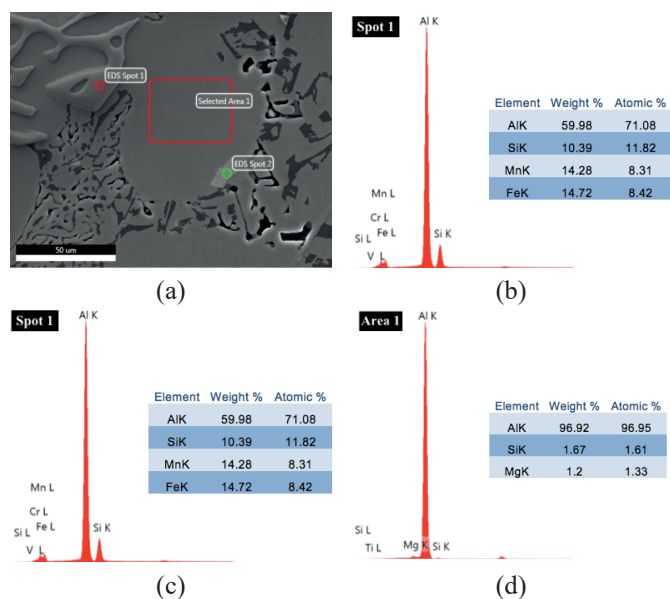 EDS Spot 1
Selected Area 1
EDS Spot 2
50 um
(a)
Spot 1
Al K
Mn L
Cr L
Fe L
Si L
V L
Si K
Element Weight % Atomic %
AlK 59.98 71.08
SiK 10.39 11.82
MnK 14.28 8.31
FeK 14.72 8.42
(b)
Spot 1
Al K
Mn L
Cr L
Si L Fe L
V L
Si K
Element Weight % Atomic %
AlK 59.98 71.08
SiK 10.39 11.82
MnK 14.28 8.31
FeK 14.72 8.42
(c)
Area 1
Al K
Si L
Ti L
Mg K
Si K
Element Weight % Atomic %
AlK 96.92 96.95
SiK 1.67 1.61
MgK 1.2 1.33
(d)